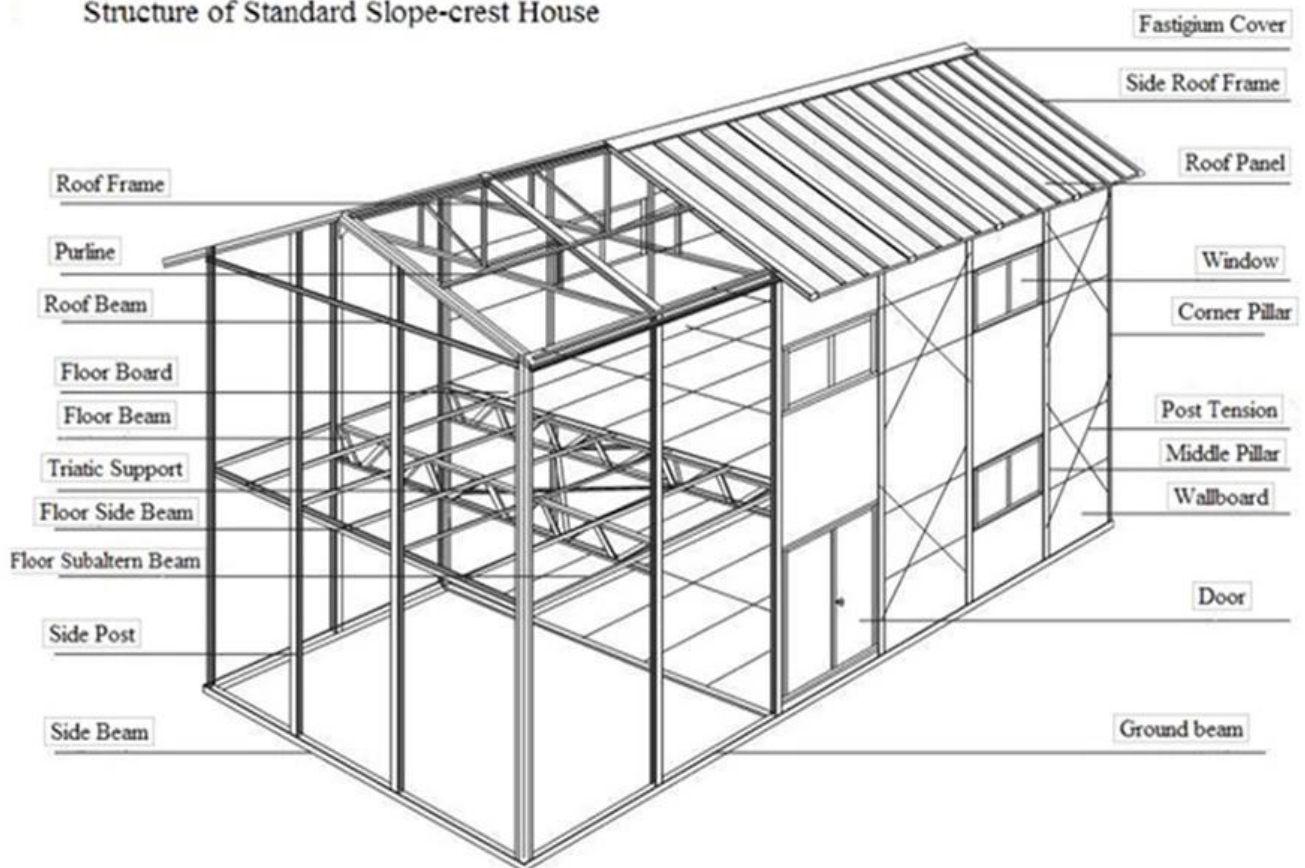 Structure of Standard Slope-crest House
Fastigium Cover
Side Roof Frame
Roof Panel
Window
Corner Pillar
Post Tension
Middle Pillar
Wallboard
Door
Ground beam
Roof Frame
Purline
Roof Beam
Floor Board
Floor Beam
Triatic Support
Floor Side Beam
Floor Subaltern Beam
Side Post
Side Beam